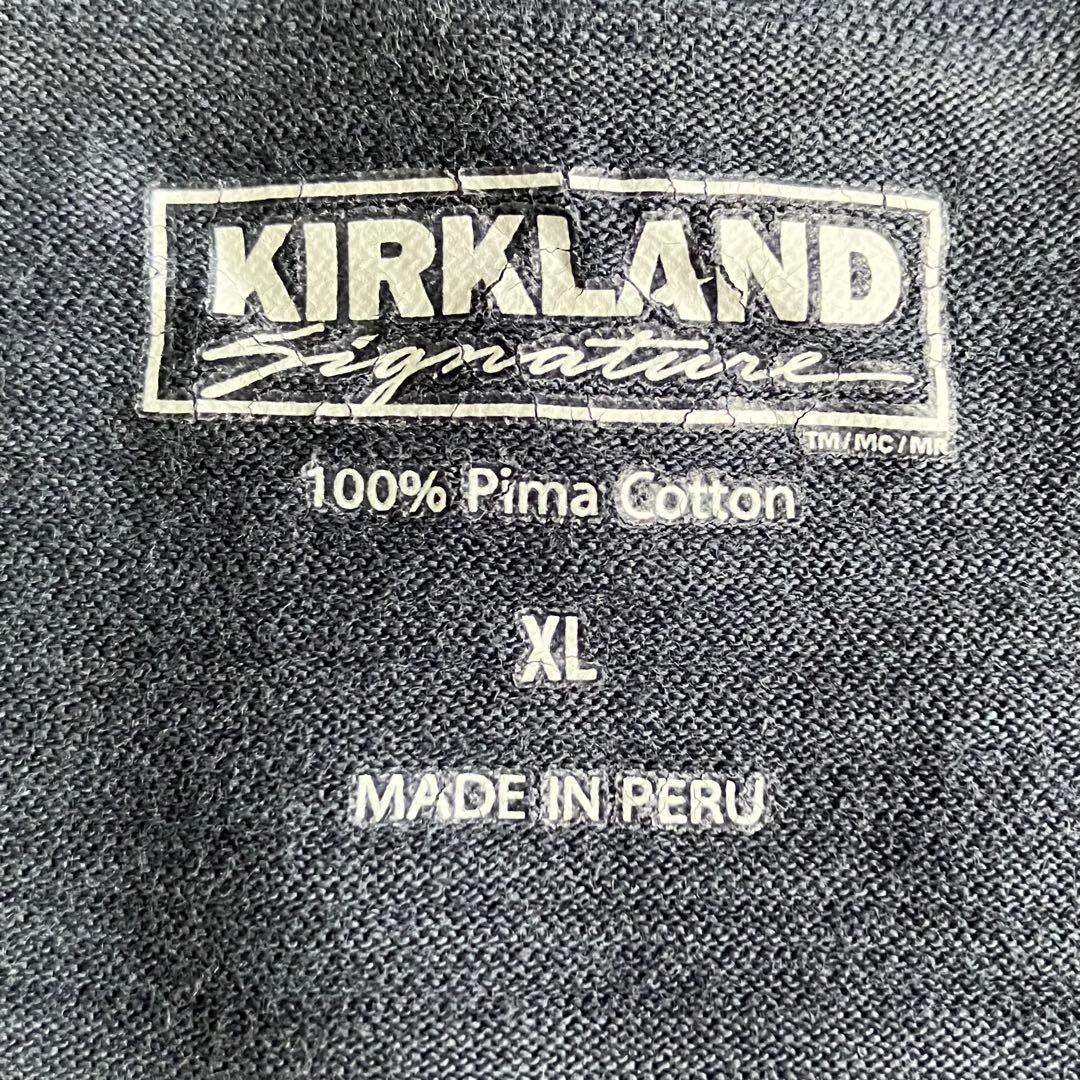 KIRKLAND
Signature
TM/MC/MR
100% Pima Cotton
XL
MADE IN PERU